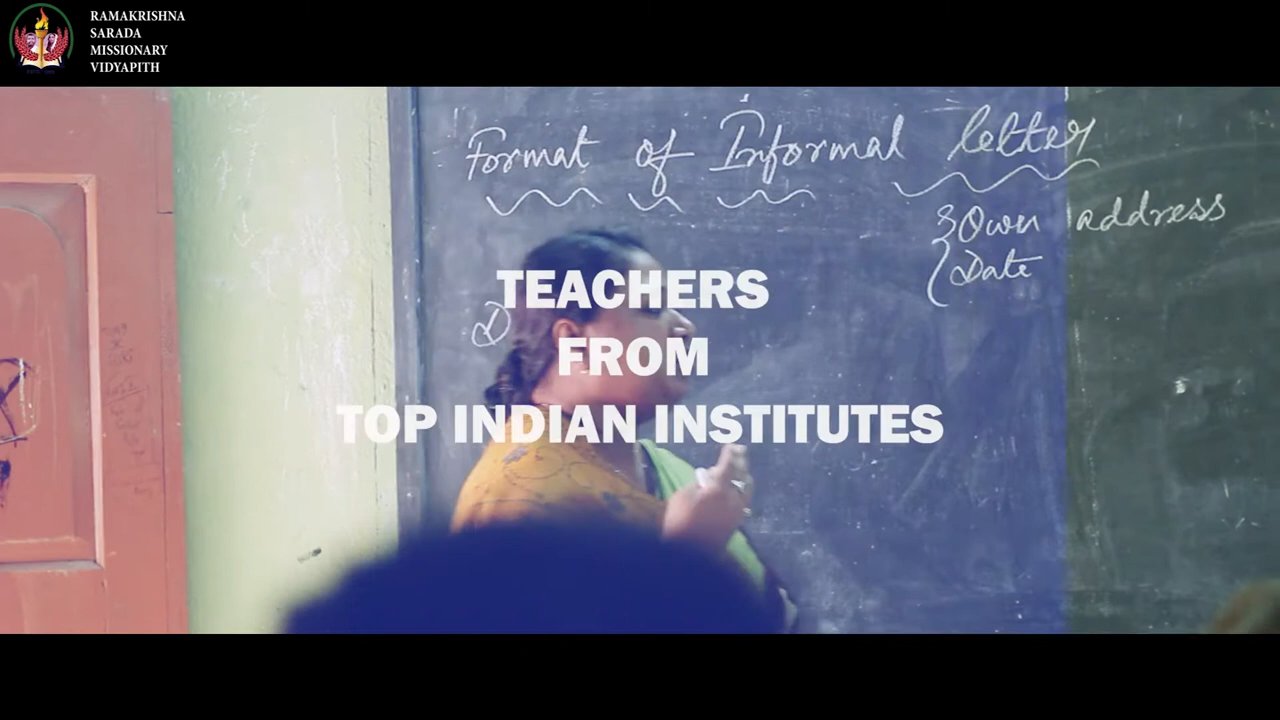 RAMAKRISHNA
SARADA
MISSIONARY
VIDYAPITH
Format of Informal letter
Own address
Date
TEACHERS
FROM
TOP INDIAN INSTITUTES